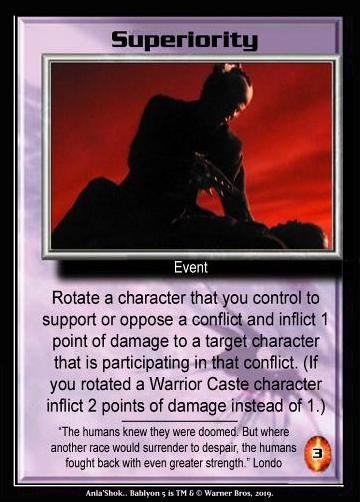 Superiority
Event
Rotate a character that you control to
support or oppose a conflict and inflict 1
point of damage to a target character
that is participating in that conflict. (If
you rotated a Warrior Caste character
inflict 2 points of damage instead of 1.)
"The humans knew they were doomed. But where
another race would surrender to despair, the humans
fought back with even greater strength." Londo
3
Anla'Shok.. Bablyon 5 is TM & © Warner Bros, 2019.